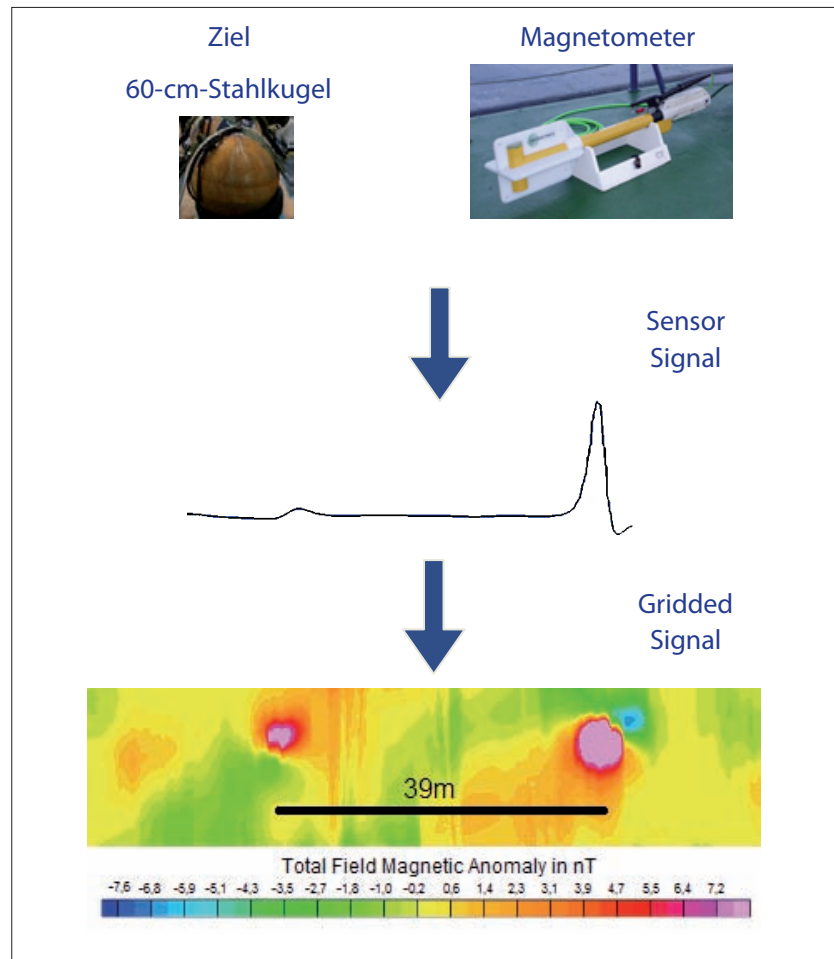 Ziel
Magnetometer
60-cm-Stahlkugel
Sensor
Signal
Gridded
Signal
39m
Total Field Magnetic Anomaly in nT
-7,6 -6,8 -5,9 -5,1 -4,3 -3,5 -2,7 -1,8 -1,0 -0,2 0,6 1,4 2,3 3,1 3,9 4,7 5,5 6,4 7,2